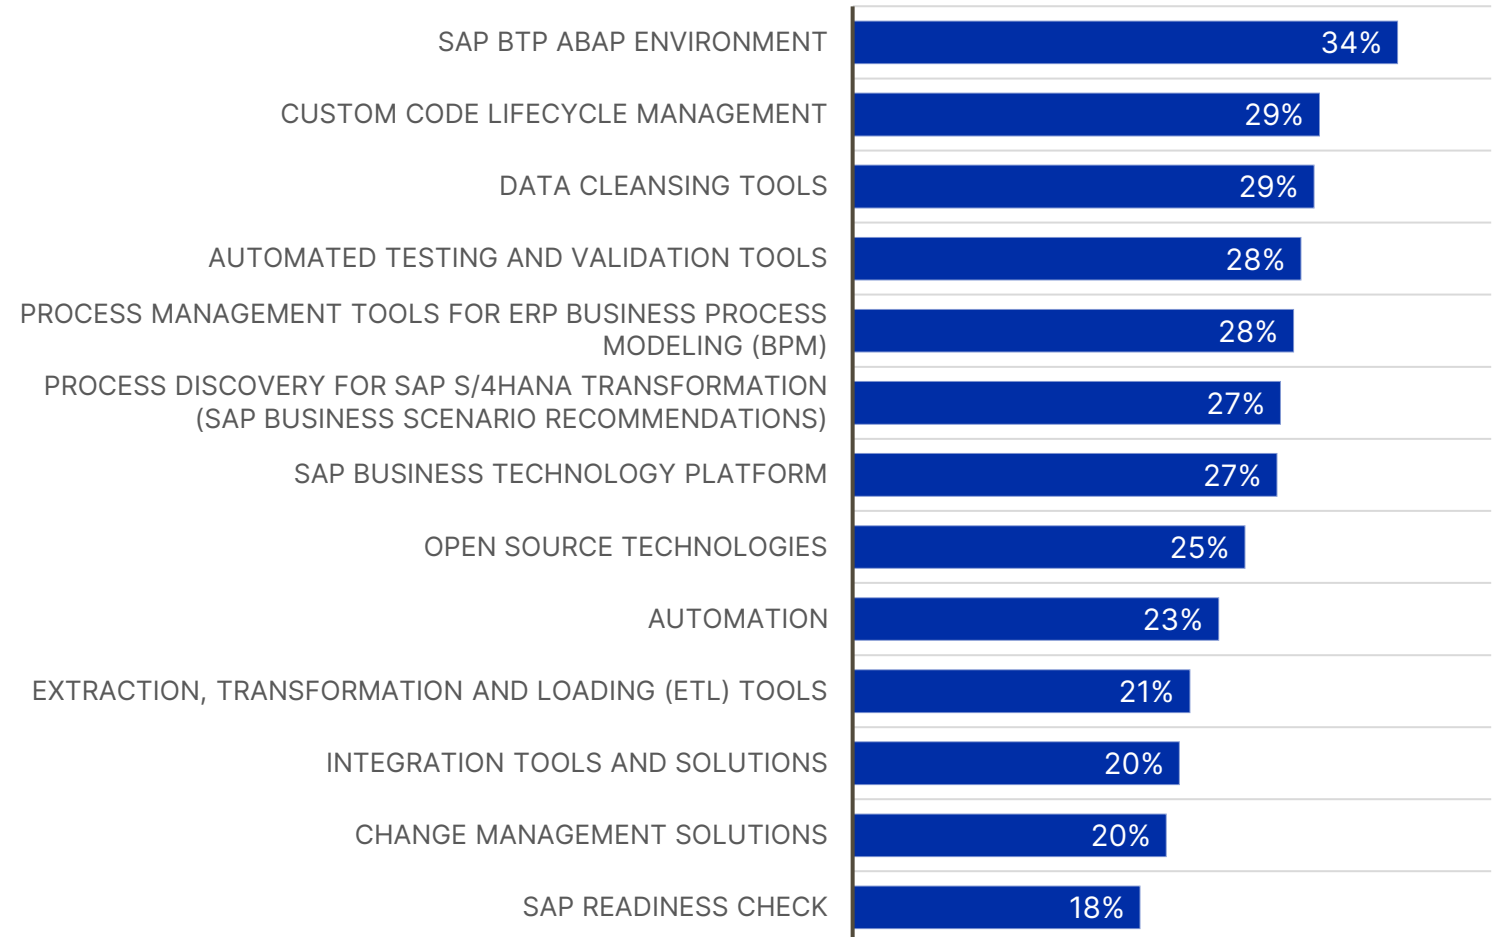 SAP BTP ABAP ENVIRONMENT 34%
CUSTOM CODE LIFECYCLE MANAGEMENT 29%
DATA CLEANSING TOOLS 29%
AUTOMATED TESTING AND VALIDATION TOOLS 28%
PROCESS MANAGEMENT TOOLS FOR ERP BUSINESS PROCESS
MODELING (BPM) 28%
PROCESS DISCOVERY FOR SAP S/4HANA TRANSFORMATION
(SAP BUSINESS SCENARIO RECOMMENDATIONS) 27%
SAP BUSINESS TECHNOLOGY PLATFORM 27%
OPEN SOURCE TECHNOLOGIES 25%
AUTOMATION 23%
EXTRACTION, TRANSFORMATION AND LOADING (ETL) TOOLS 21%
INTEGRATION TOOLS AND SOLUTIONS 20%
CHANGE MANAGEMENT SOLUTIONS 20%
SAP READINESS CHECK 18%